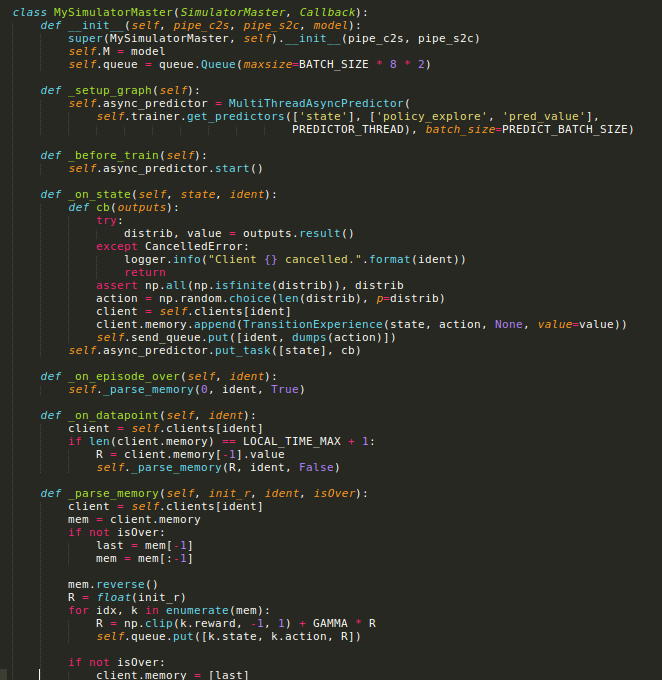 class MySimulatorMaster(SimulatorMaster, Callback):
    def __init__(self, pipe_c2s, pipe_s2c, model):
        super(MySimulatorMaster, self).__init__(pipe_c2s, pipe_s2c)
        self.M = model
        self.queue = queue.Queue(maxsize=BATCH_SIZE * 8 * 2)

    def _setup_graph(self):
        self.async_predictor = MultiThreadAsyncPredictor(
            self.trainer.get_predictors(['state'], ['policy_explore', 'pred_value'],
                                        PREDICTOR_THREAD), batch_size=PREDICT_BATCH_SIZE)

    def _before_train(self):
        self.async_predictor.start()

    def _on_state(self, state, ident):
        def cb(outputs):
            try:
                distrib, value = outputs.result()
            except CancelledError:
                logger.info("Client {} cancelled.".format(ident))
                return
            assert np.all(np.isfinite(distrib)), distrib
            action = np.random.choice(len(distrib), p=distrib)
            client = self.clients[ident]
            client.memory.append(TransitionExperience(state, action, None, value=value))
            self.send_queue.put([ident, dumps(action)])
        self.async_predictor.put_task([state], cb)

    def _on_episode_over(self, ident):
        self._parse_memory(0, ident, True)

    def _on_datapoint(self, ident):
        client = self.clients[ident]
        if len(client.memory) == LOCAL_TIME_MAX + 1:
            R = client.memory[-1].value
            self._parse_memory(R, ident, False)

    def _parse_memory(self, init_r, ident, isOver):
        client = self.clients[ident]
        mem = client.memory
        if not isOver:
            last = mem[-1]
            mem = mem[:-1]

        mem.reverse()
        R = float(init_r)
        for idx, k in enumerate(mem):
            R = np.clip(k.reward, -1, 1) + GAMMA * R
            self.queue.put([k.state, k.action, R])

        if not isOver:
            client.memory = [last]